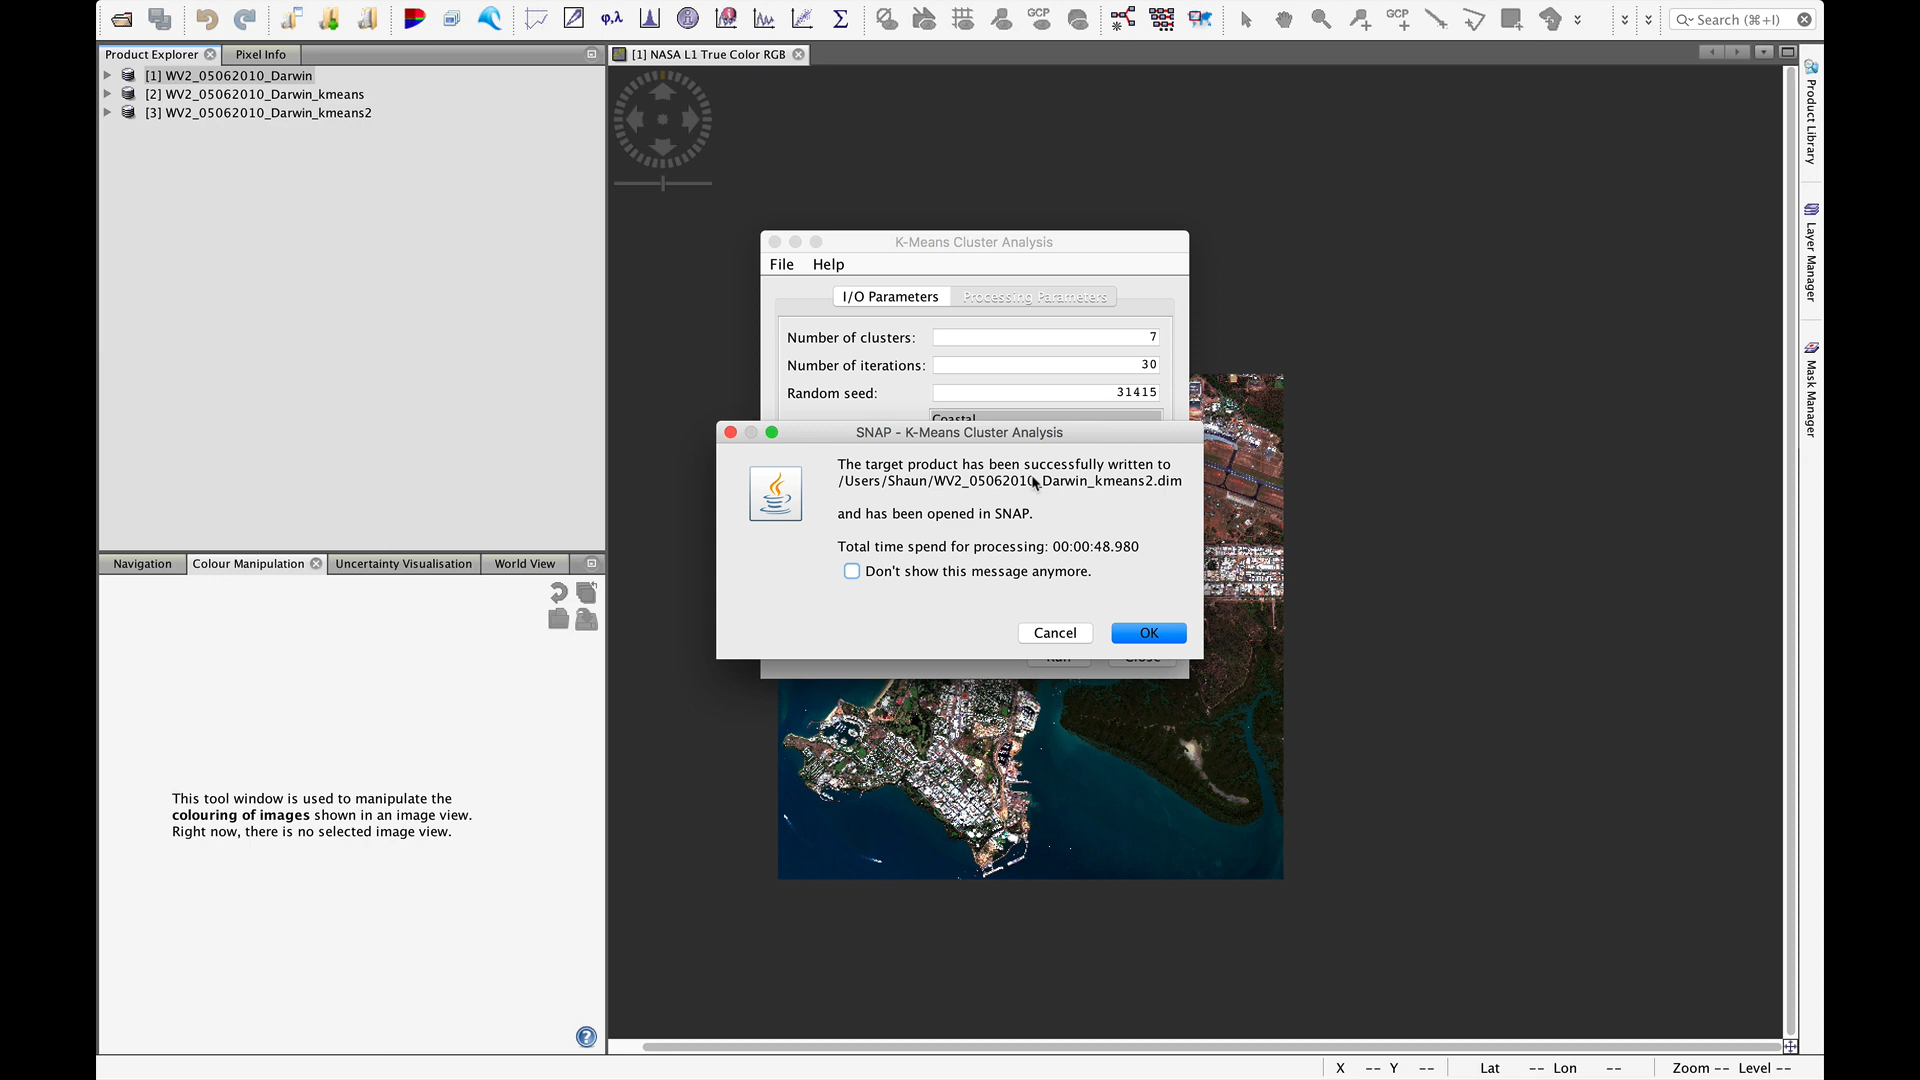 φ,λ
GCP
GCP
Search (⌘+I)
Product Explorer
Pixel Info
[1] NASA L1 True Color RGB
[1] WV2_05062010_Darwin
[2] WV2_05062010_Darwin_kmeans
[3] WV2_05062010_Darwin_kmeans2
Product Library
Layer Manager
Mask Manager
K-Means Cluster Analysis
File Help
I/O Parameters Processing Parameters
Number of clusters: 7
Number of iterations: 30
Random seed: 31415
Coastal
SNAP - K-Means Cluster Analysis
The target product has been successfully written to
/Users/Shaun/WV2_05062010_Darwin_kmeans2.dim
and has been opened in SNAP.
Total time spend for processing: 00:00:48.980
Don't show this message anymore.
Cancel OK
Run Close
Navigation Colour Manipulation Uncertainty Visualisation World View
This tool window is used to manipulate the
colouring of images shown in an image view.
Right now, there is no selected image view.
X -- Y -- Lat -- Lon -- Zoom -- Level --